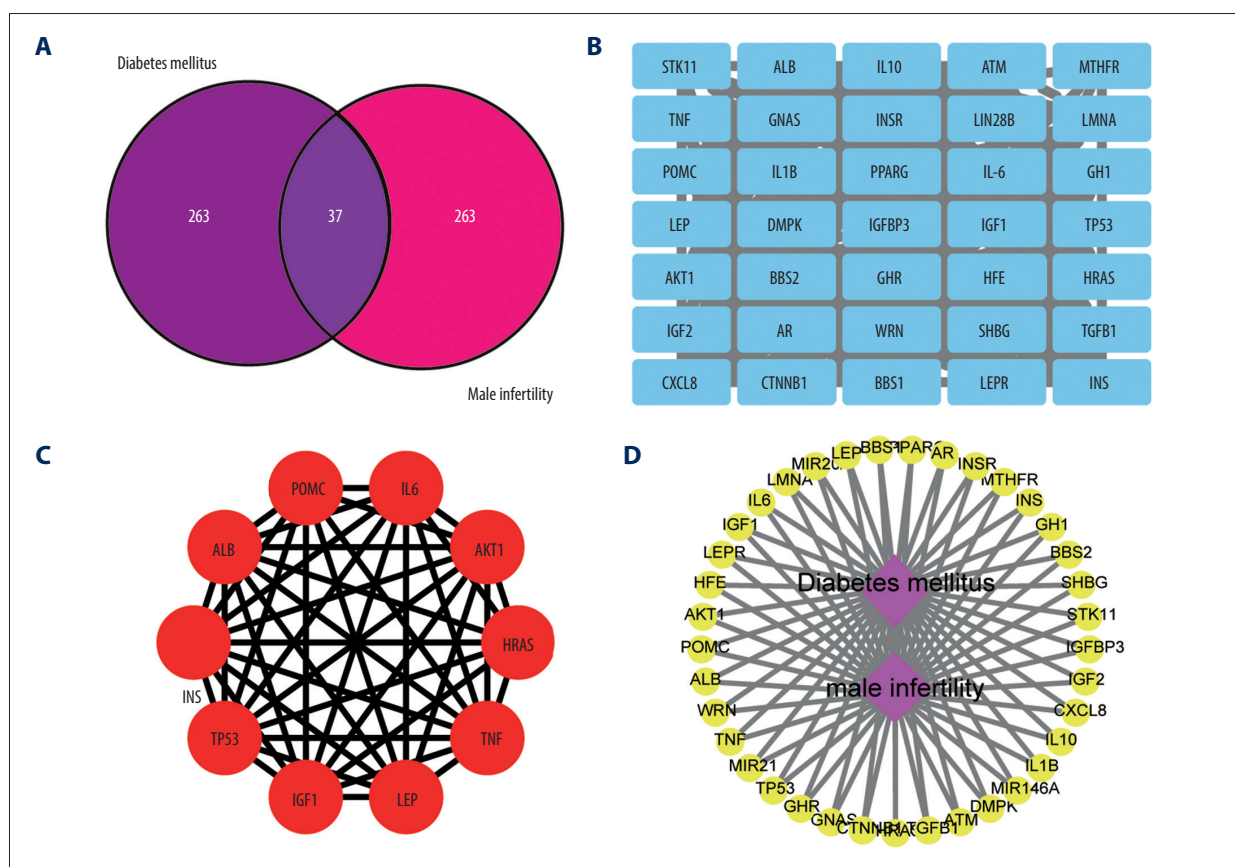 A
Diabetes mellitus
263
37
263
Male infertility
B
STK11 ALB IL10 ATM MTHFR
TNF GNAS INSR LIN28B LMNA
POMC IL1B PPARG IL-6 GH1
LEP DMPK IGFBP3 IGF1 TP53
AKT1 BBS2 GHR HFE HRAS
IGF2 AR WRN SHBG TGFB1
CXCL8 CTNNB1 BBS1 LEPR INS
C
POMC
IL6
ALB
AKT1
HRAS
INS
TP53
TNF
IGF1
LEP
D
AR
INSR
MTHFR
INS
GH1
BBS2
SHBG
STK11
IGFBP3
IGF2
CXCL8
IL10
IL1B
MIR146A
DMPK
ATM
TGFB1
CTNNB1
GNAS
GHR
TP53
MIR21
TNF
WRN
ALB
POMC
AKT1
HFE
LEPR
IGF1
IL6
LMNA
LEP
Diabetes mellitus
male infertility